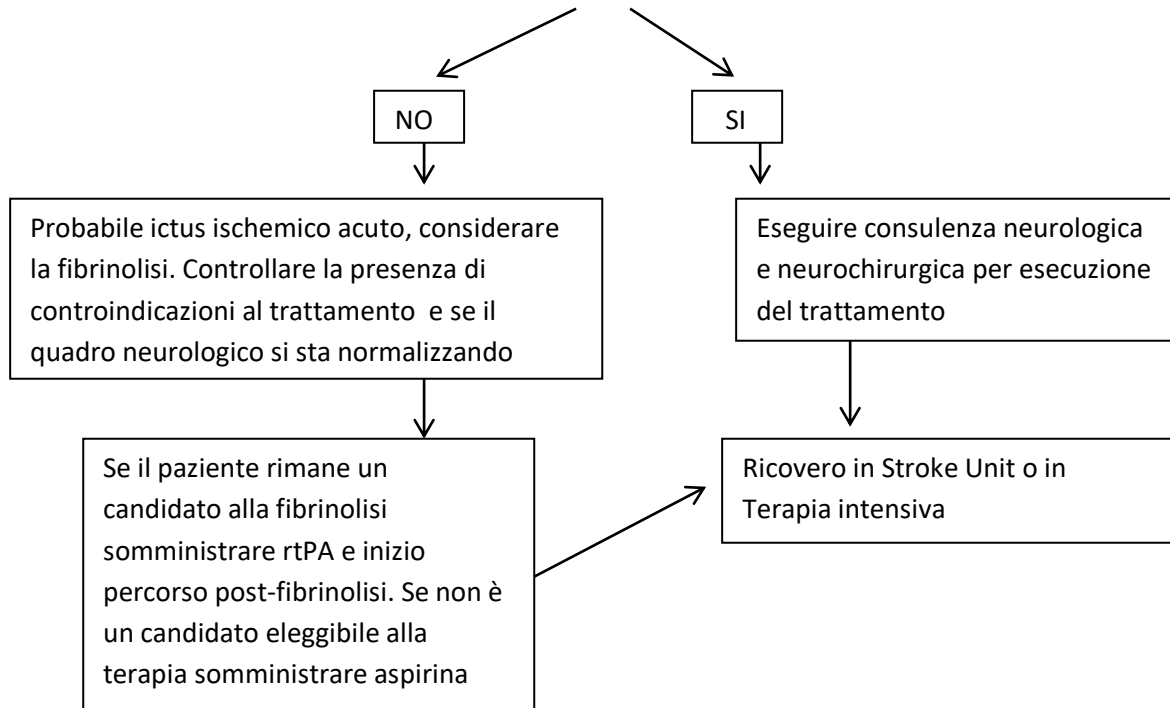 NO
SI
Probabile ictus ischemico acuto, considerare
la fibrinolisi. Controllare la presenza di
controindicazioni al trattamento  e se il
quadro neurologico si sta normalizzando
Eseguire consulenza neurologica
e neurochirurgica per esecuzione
del trattamento
Se il paziente rimane un
candidato alla fibrinolisi
somministrare rtPA e inizio
percorso post-fibrinolisi. Se non è
un candidato eleggibile alla
terapia somministrare aspirina
Ricovero in Stroke Unit o in
Terapia intensiva